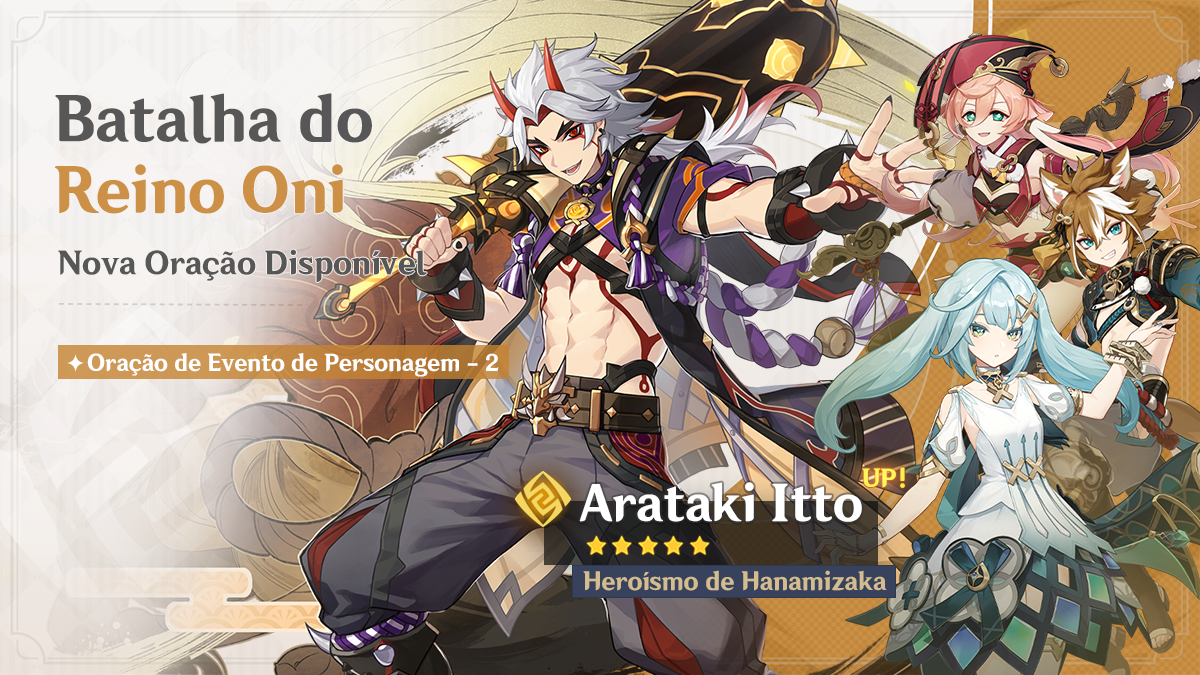 Batalha do
Reino Oni
Nova Oração Disponível
✦Oração de Evento de Personagem - 2
UP!
Arataki Itto
★★★★★
Heroísmo de Hanamizaka